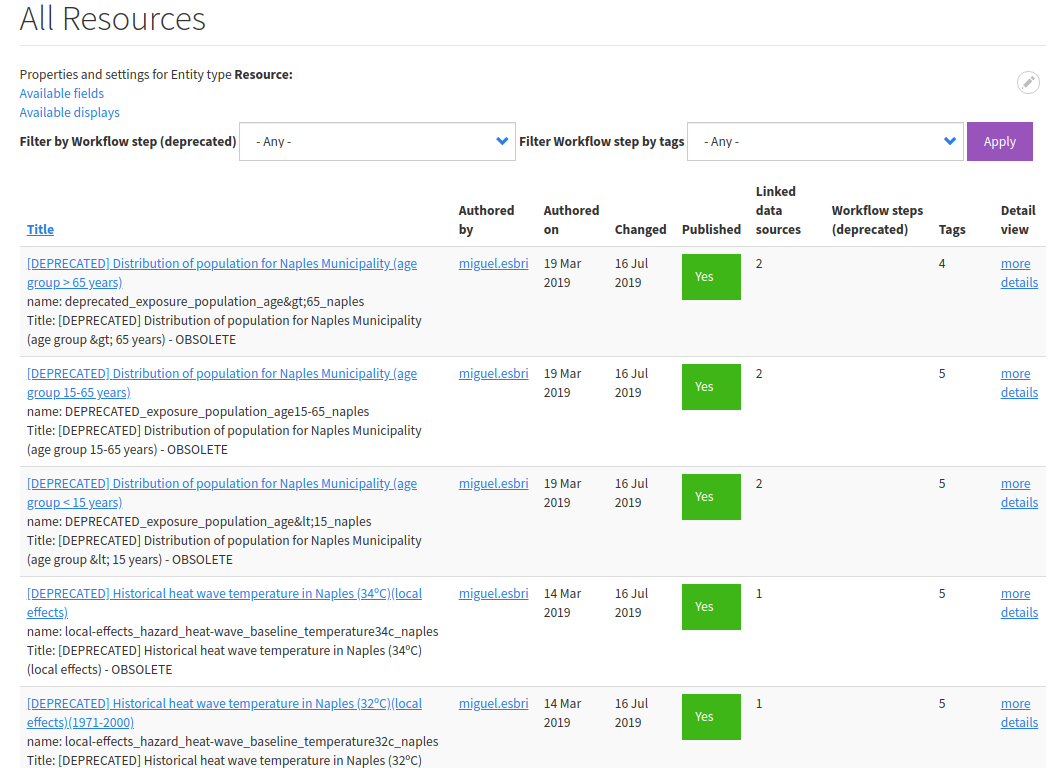 All Resources
Properties and settings for Entity type Resource:
Available fields
Available displays
Filter by Workflow step (deprecated) - Any - Filter Workflow step by tags - Any - Apply
Title Authored by Authored on Changed Published Linked data sources Workflow steps (deprecated) Tags Detail view
[DEPRECATED] Distribution of population for Naples Municipality (age miguel.esbri 19 Mar 16 Jul Yes 2 4 more
group > 65 years) 2019 2019 details
name: deprecated_exposure_population_age&gt;65_naples
Title: [DEPRECATED] Distribution of population for Naples Municipality
(age group &gt; 65 years) - OBSOLETE
[DEPRECATED] Distribution of population for Naples Municipality (age miguel.esbri 19 Mar 16 Jul Yes 2 5 more
group 15-65 years) 2019 2019 details
name: DEPRECATED_exposure_population_age15-65_naples
Title: [DEPRECATED] Distribution of population for Naples Municipality
(age group 15-65 years) - OBSOLETE
[DEPRECATED] Distribution of population for Naples Municipality (age miguel.esbri 19 Mar 16 Jul Yes 2 5 more
group < 15 years) 2019 2019 details
name: DEPRECATED_exposure_population_age&lt;15_naples
Title: [DEPRECATED] Distribution of population for Naples Municipality
(age group &lt; 15 years) - OBSOLETE
[DEPRECATED] Historical heat wave temperature in Naples (34ºC)(local miguel.esbri 14 Mar 16 Jul Yes 1 5 more
effects) 2019 2019 details
name: local-effects_hazard_heat-wave_baseline_temperature34c_naples
Title: [DEPRECATED] Historical heat wave temperature in Naples (34ºC)
(local effects) - OBSOLETE
[DEPRECATED] Historical heat wave temperature in Naples (32ºC)(local miguel.esbri 14 Mar 16 Jul Yes 1 5 more
effects)(1971-2000) 2019 2019 details
name: local-effects_hazard_heat-wave_baseline_temperature32c_naples
Title: [DEPRECATED] Historical heat wave temperature in Naples (32ºC)